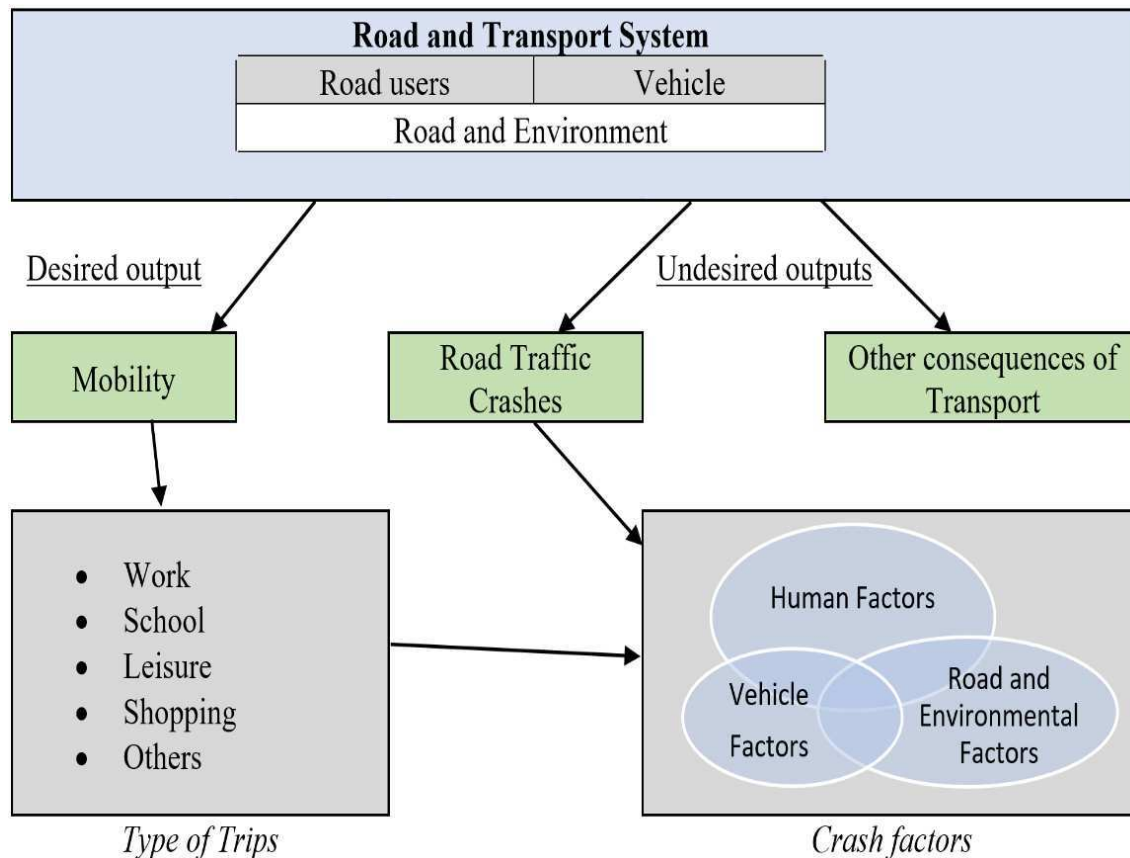 Road and Transport System
Road users
Vehicle
Road and Environment
Desired output
Undesired outputs
Mobility
Road Traffic
Crashes
Other consequences of
Transport
• Work
• School
• Leisure
• Shopping
• Others
Human Factors
Vehicle
Factors
Road and
Environmental
Factors
Type of Trips
Crash factors